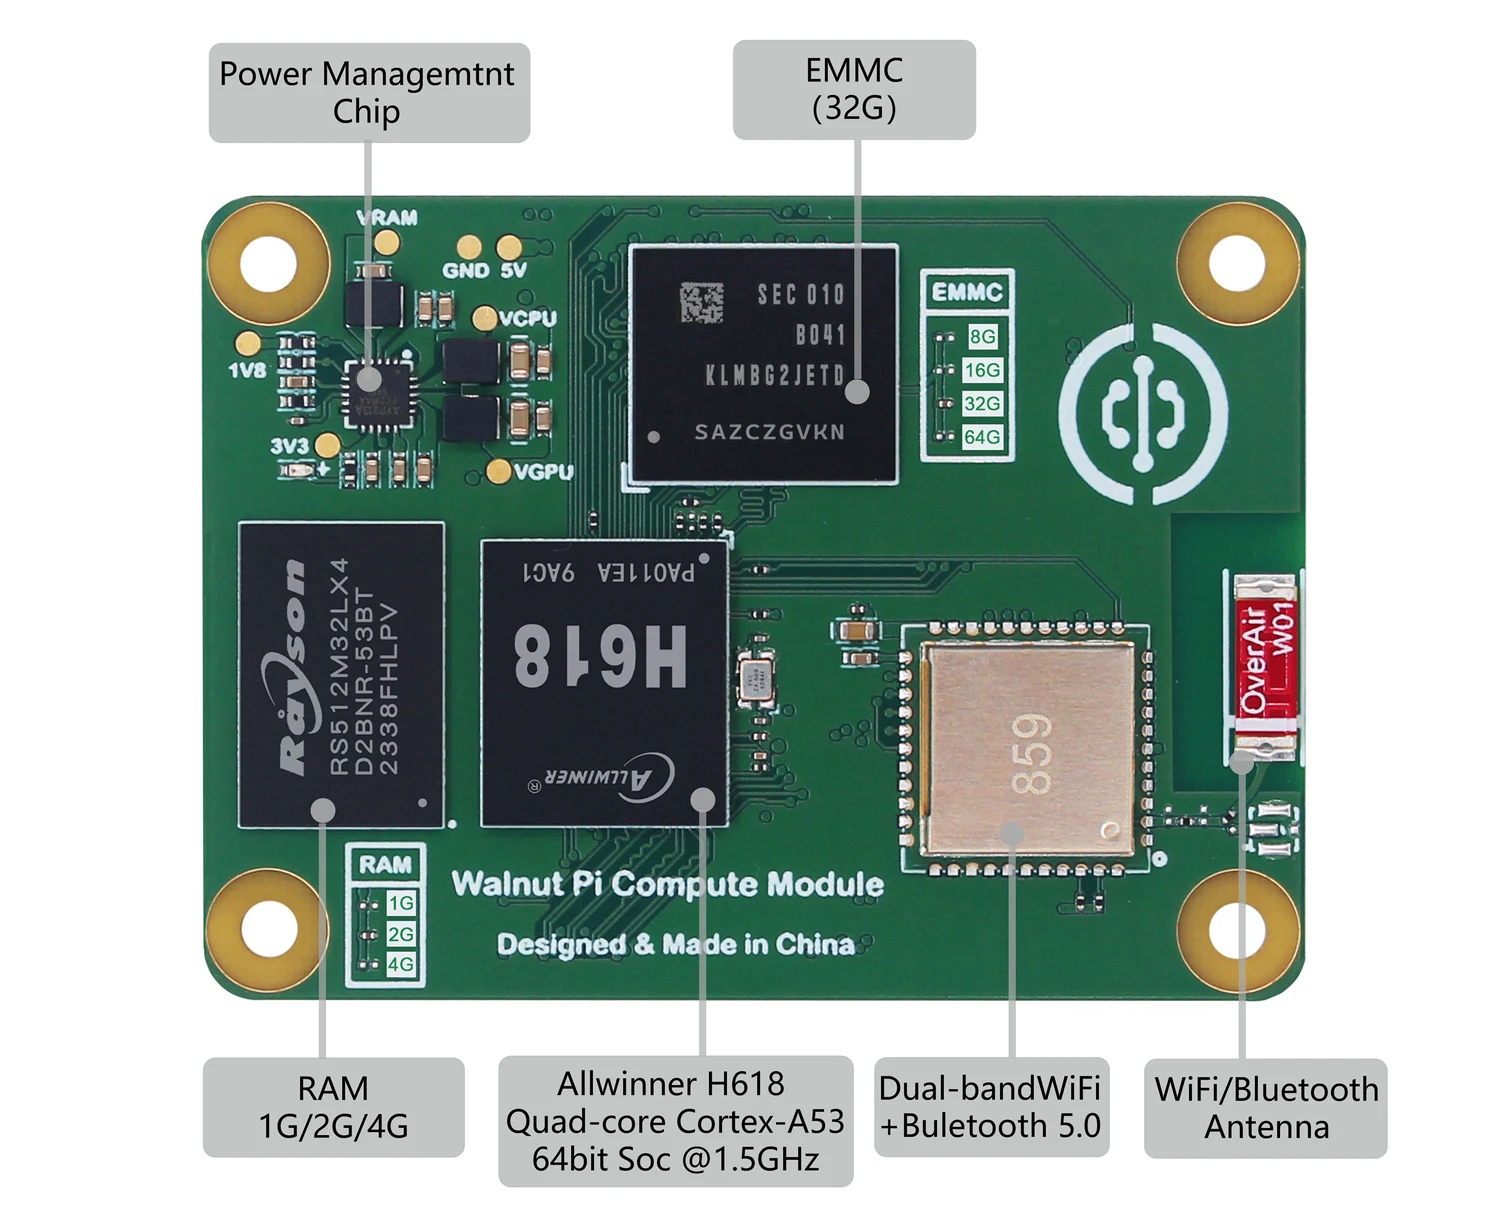 Power Managemtnt
Chip
EMMC
(32G)
VRAM
GND 5V
VCPU
1V8
3V3
+
VGPU
SEC 010
B041
KLMBG2JETD
SAZCZGVKN
EMMC
8G
16G
32G
64G
Rayson
RS512M32LX4
D2BNR-53BT
2338FHLPV
PA011EA 9AC1
H618
ALLWINNER®
859
OverAir
W01
RAM
1G
2G
4G
Walnut Pi Compute Module
Designed & Made in China
RAM
1G/2G/4G
Allwinner H618
Quad-core Cortex-A53
64bit Soc @1.5GHz
Dual-bandWiFi
+Buletooth 5.0
WiFi/Bluetooth
Antenna